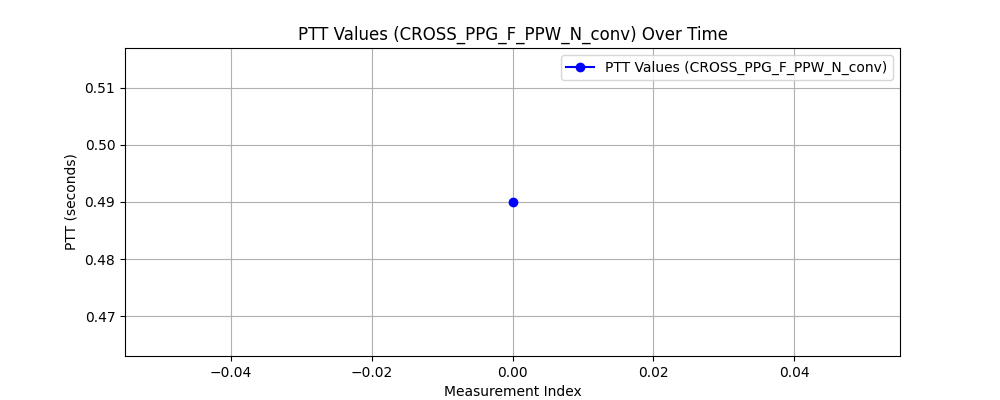 PTT Values (CROSS_PPG_F_PPW_N_conv) Over Time
PTT Values (CROSS_PPG_F_PPW_N_conv)
PTT (seconds)
0.51
0.50
0.49
0.48
0.47
−0.04 −0.02 0.00 0.02 0.04
Measurement Index